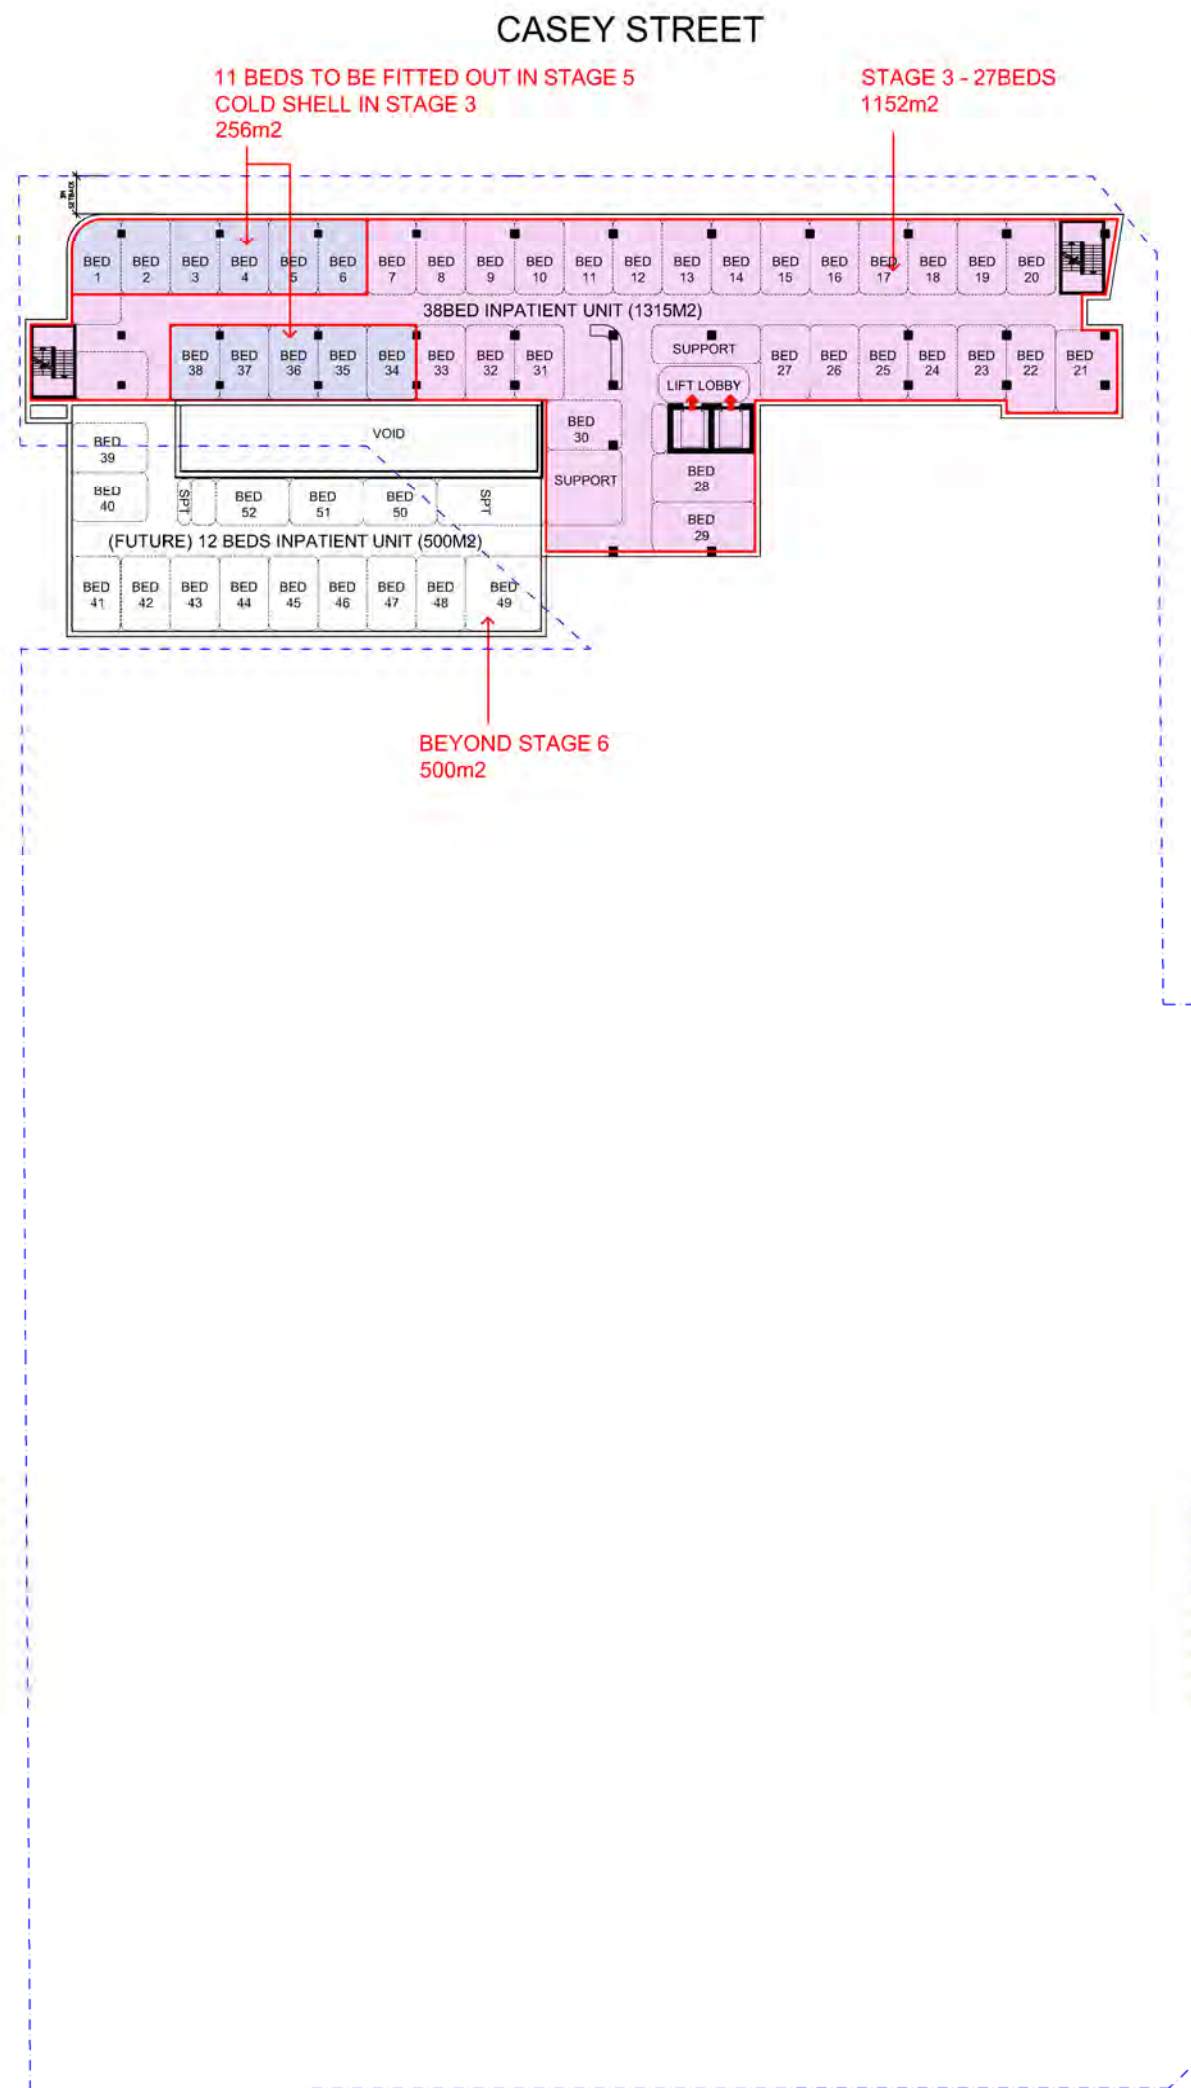 CASEY STREET
11 BEDS TO BE FITTED OUT IN STAGE 5
COLD SHELL IN STAGE 3
256m2
STAGE 3 - 27BEDS
1152m2
3M
SETBACK
BED
1
BED
2
BED
3
BED
4
BED
5
BED
6
BED
7
BED
8
BED
9
BED
10
BED
11
BED
12
BED
13
BED
14
BED
15
BED
16
BED
17
BED
18
BED
19
BED
20
38BED INPATIENT UNIT (1315M2)
BED
38
BED
37
BED
36
BED
35
BED
34
BED
33
BED
32
BED
31
SUPPORT
LIFT LOBBY
BED
27
BED
26
BED
25
BED
24
BED
23
BED
22
BED
21
BED
39
VOID
BED
30
BED
40
SPT
BED
52
BED
51
BED
50
SPT
SUPPORT
BED
28
BED
29
(FUTURE) 12 BEDS INPATIENT UNIT (500M2)
BED
41
BED
42
BED
43
BED
44
BED
45
BED
46
BED
47
BED
48
BED
49
BEYOND STAGE 6
500m2